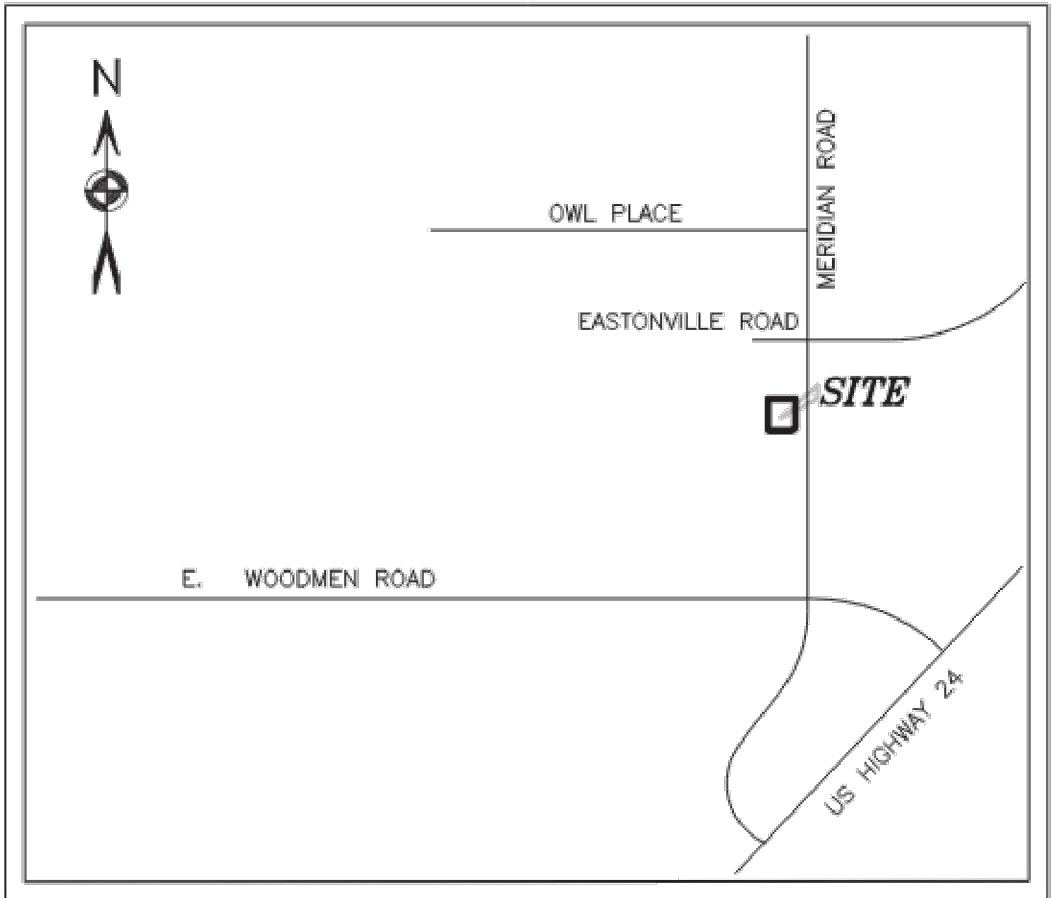 N
MERIDIAN ROAD
OWL PLACE
EASTONVILLE ROAD
SITE
E. WOODMEN ROAD
US HIGHWAY 24